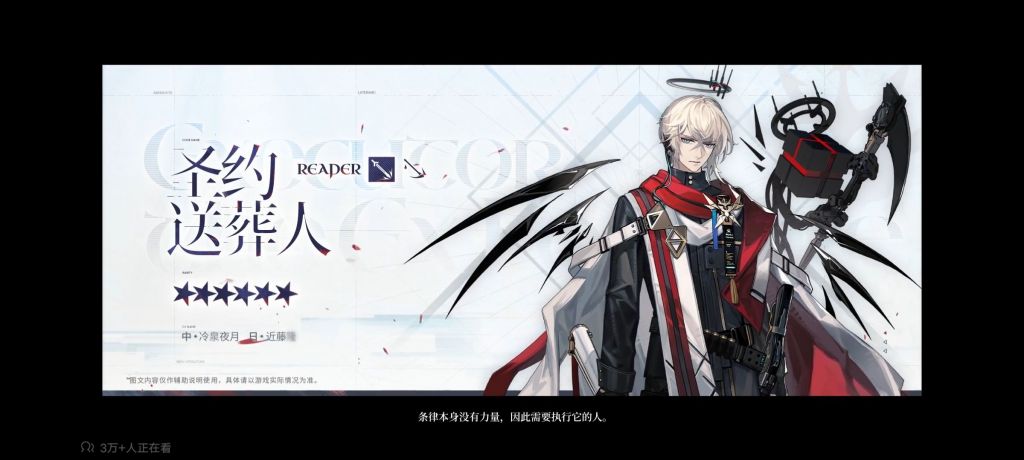 圣约
送葬人
REAPER
中•冷泉夜月 日•近藤
*图文内容仅作辅助说明使用，具体请以游戏实际情况为准。
条律本身没有力量，因此需要执行它的人。
3万+人正在看